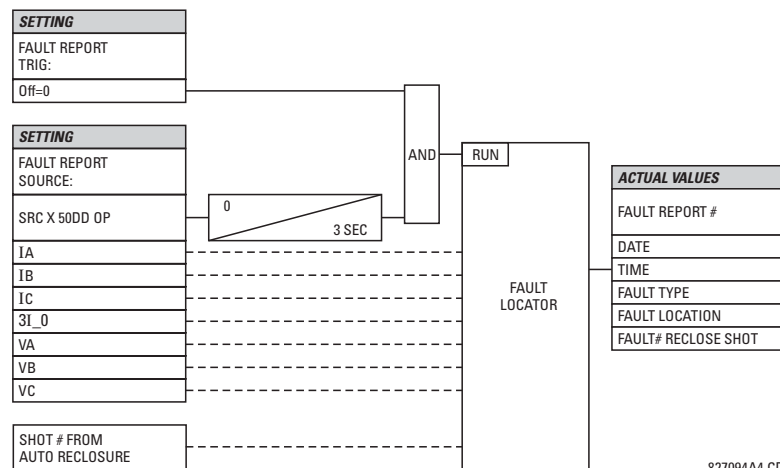 SETTING
FAULT REPORT
TRIG:
Off=0
SETTING
FAULT REPORT
SOURCE:
SRC X 50DD OP
IA
IB
IC
3I_0
VA
VB
VC
SHOT # FROM
AUTO RECLOSURE
0
3 SEC
AND
RUN
FAULT
LOCATOR
ACTUAL VALUES
FAULT REPORT #
DATE
TIME
FAULT TYPE
FAULT LOCATION
FAULT# RECLOSE SHOT